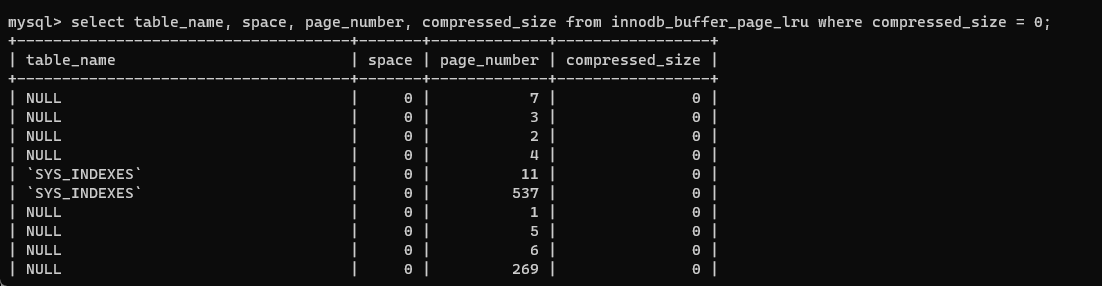 mysql> select table_name, space, page_number, compressed_size from innodb_buffer_page_lru where compressed_size = 0;
+------------------------------------+-------+-------------+-----------------+
| table_name                         | space | page_number | compressed_size |
+------------------------------------+-------+-------------+-----------------+
| NULL                               |     0 |           7 |               0 |
| NULL                               |     0 |           3 |               0 |
| NULL                               |     0 |           2 |               0 |
| NULL                               |     0 |           4 |               0 |
| `SYS_INDEXES`                      |     0 |          11 |               0 |
| `SYS_INDEXES`                      |     0 |         537 |               0 |
| NULL                               |     0 |           1 |               0 |
| NULL                               |     0 |           5 |               0 |
| NULL                               |     0 |           6 |               0 |
| NULL                               |     0 |         269 |               0 |